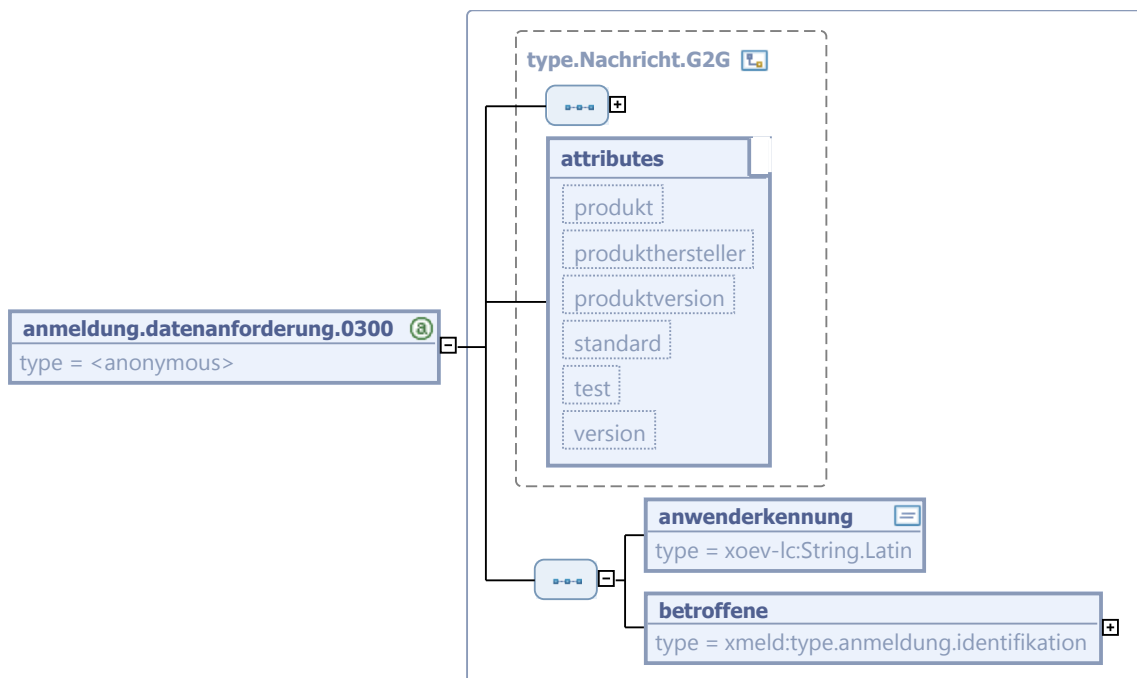 type.Nachricht.G2G
attributes
produkt
produkthersteller
produktversion
standard
test
version
anmeldung.datenanforderung.0300
type = <anonymous>
anwenderkennung
type = xoev-lc:String.Latin
betroffene
type = xmeld:type.anmeldung.identifikation